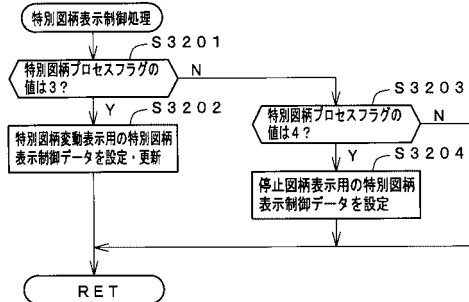 特別図柄表示制御処理
S3201
特別図柄プロセスフラグの
値は3?
N
Y
S3202
特別図柄変動表示用の特別図柄
表示制御データを設定・更新
S3203
特別図柄プロセスフラグの
値は4?
N
Y
S3204
停止図柄表示用の特別図柄
表示制御データを設定
RET